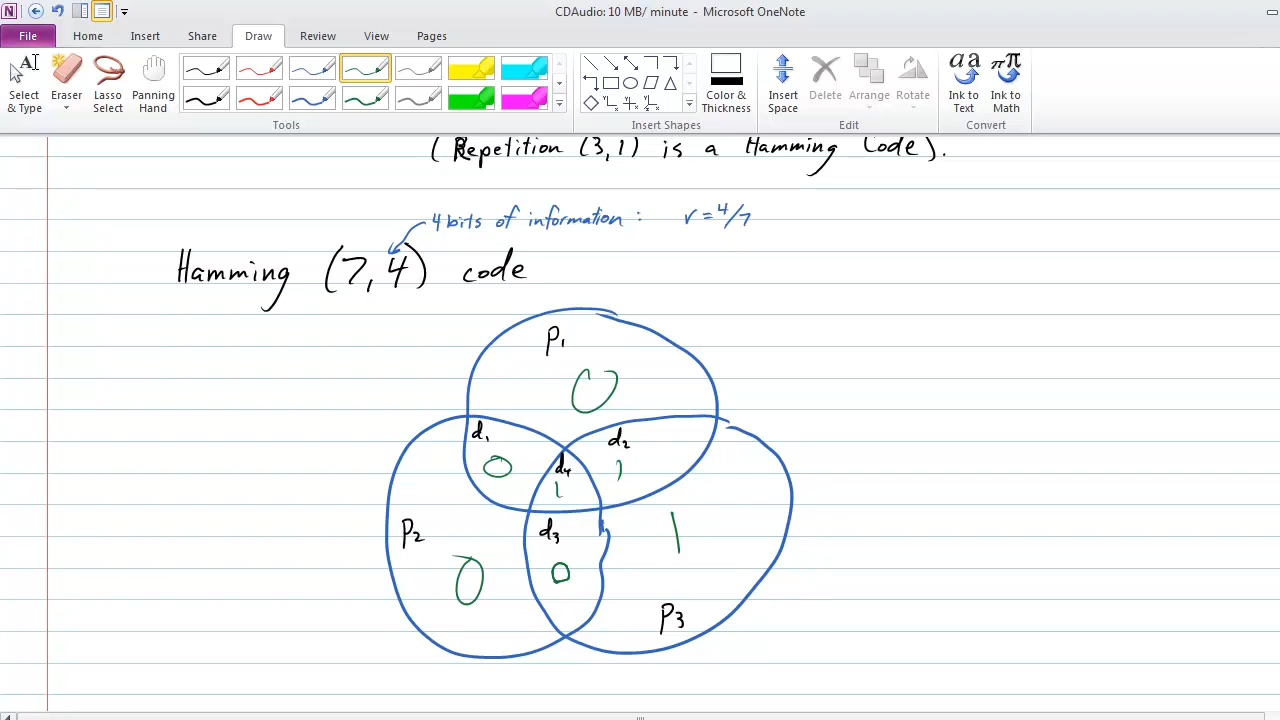 CDAudio: 10 MB/ minute - Microsoft OneNote
File Home Insert Share Draw Review View Pages
Select & Type
Eraser
Lasso Select
Panning Hand
Color & Thickness
Insert Space
Delete
Arrange
Rotate
Ink to Text
Ink to Math
Tools
Insert Shapes
Edit
Convert
(Repetition (3,1) is a Hamming Code).
4 bits of information: r = 4/7
Hamming (7,4) code
P1
0
d1
d2
0
d4
1
1
P2
d3
1
0
0
P3